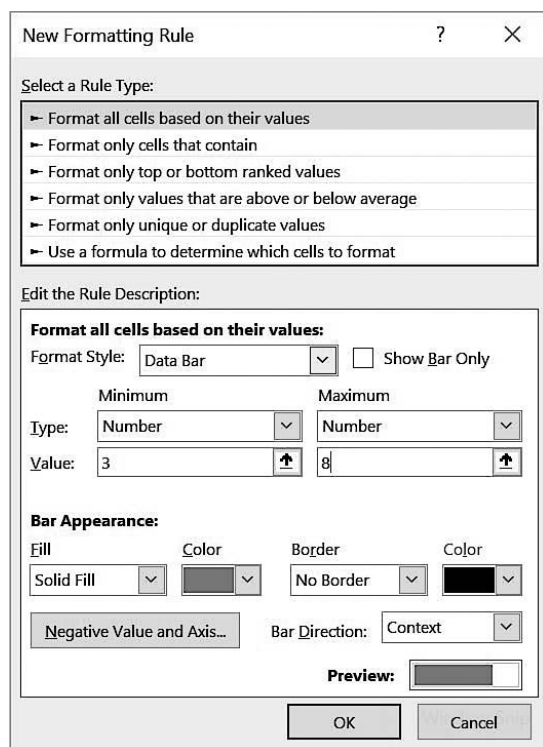 New Formatting Rule ? ×
Select a Rule Type:
► Format all cells based on their values
► Format only cells that contain
► Format only top or bottom ranked values
► Format only values that are above or below average
► Format only unique or duplicate values
► Use a formula to determine which cells to format
Edit the Rule Description:
Format all cells based on their values:
Format Style: Data Bar Show Bar Only
Minimum Maximum
Type: Number Number
Value: 3 8
Bar Appearance:
Fill Color Border Color
Solid Fill No Border
Negative Value and Axis... Bar Direction: Context
Preview:
OK Cancel